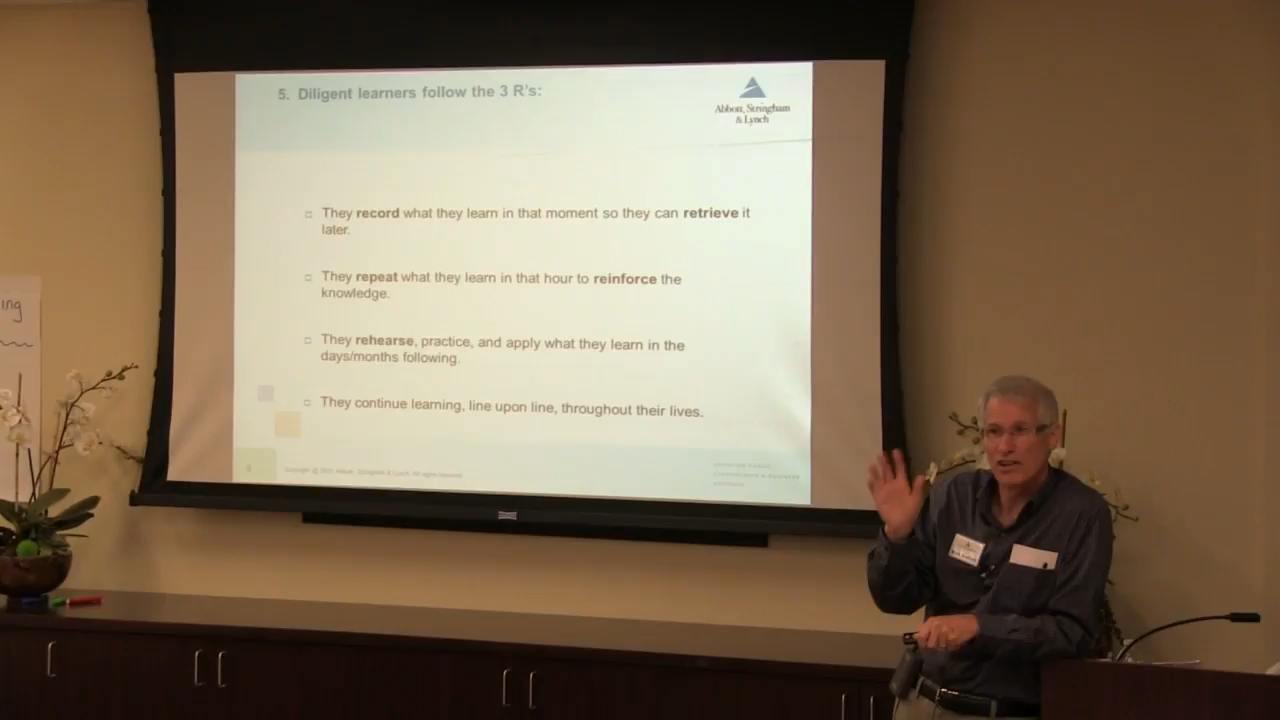 5. Diligent learners follow the 3 R's:
Abbott, Stringham
& Lynch
They record what they learn in that moment so they can retrieve it
later.
They repeat what they learn in that hour to reinforce the
knowledge.
They rehearse, practice, and apply what they learn in the
days/months following.
They continue learning, line upon line, throughout their lives.
ing